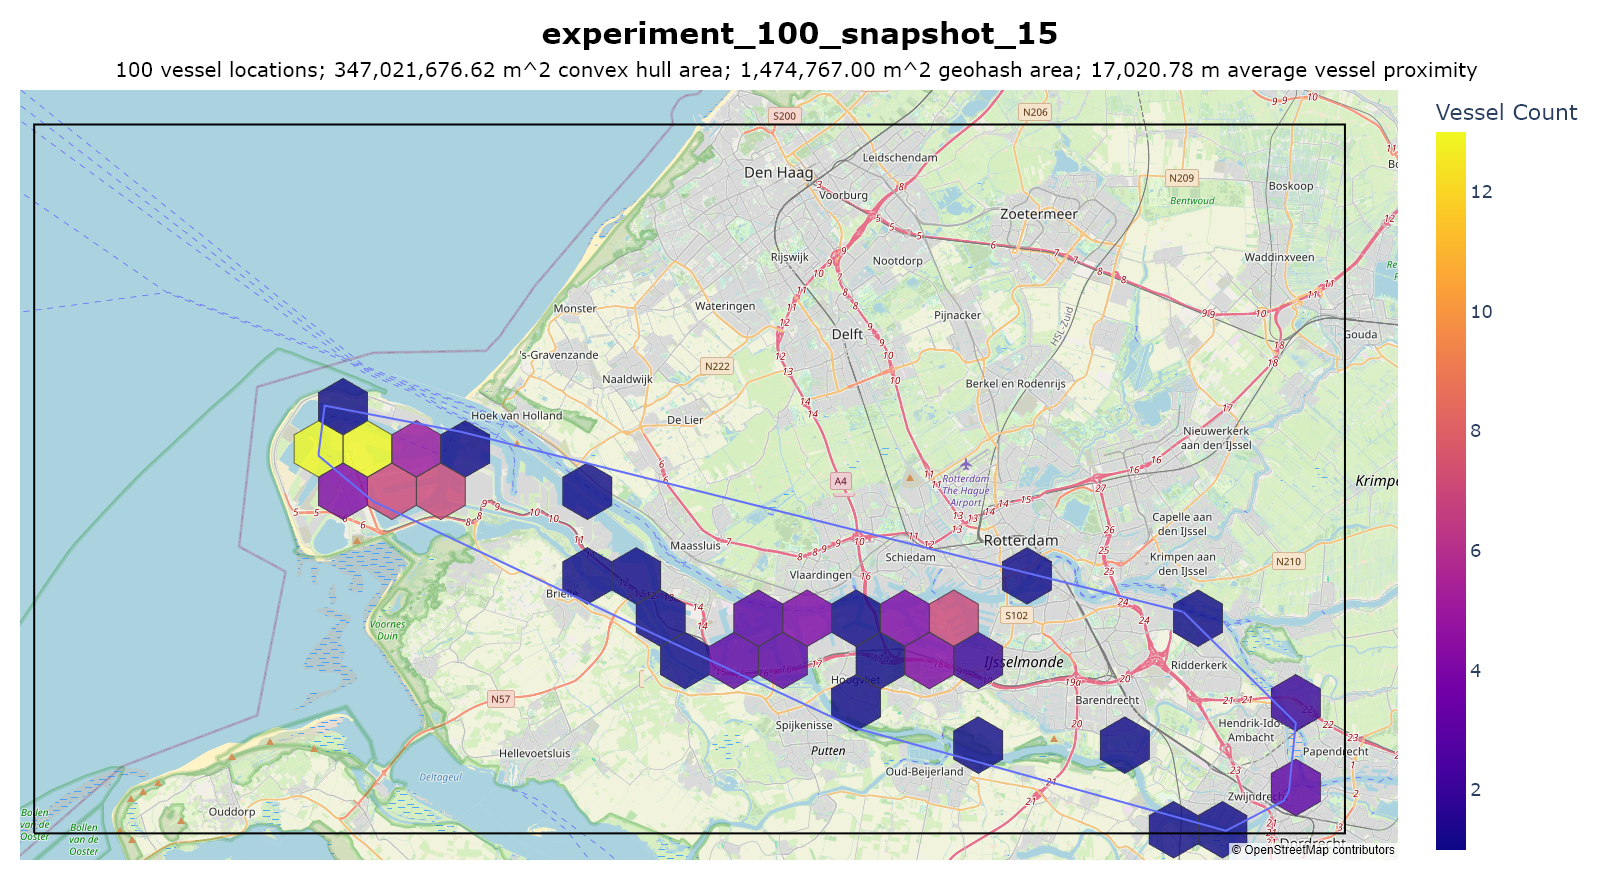 experiment_100_snapshot_15
100 vessel locations; 347,021,676.62 m^2 convex hull area; 1,474,767.00 m^2 geohash area; 17,020.78 m average vessel proximity
Vessel Count
12
10
8
6
4
2
S200
N206
Leidschendam
Den Haag
Voorburg
N209
Boskoop
Bentwoud
Zoetermeer
Rijswijk
Nootdorp
Waddinxveen
Monster
Wateringen
Pijnacker
HSL-Zuid
Delft
Gouda
's-Gravenzande
N222
Naaldwijk
Berkel en Rodenrijs
Hoek van Holland
De Lier
Nieuwerkerk
aan den IJssel
A4
Rotterdam
The Hague
Airport
Capelle aan
den IJssel
Rotterdam
Maassluis
Schiedam
Krimpen aan
den IJssel
N210
Vlaardingen
Brielle
S102
Voornes
Duin
IJsselmonde
Ridderkerk
Hoogvliet
N57
Barendrecht
Spijkenisse
Hendrik-Ido-
Ambacht
Hellevoetsluis
Putten
Papendrecht
Deltageul
Oud-Beijerland
Zwijndrecht
Ouddorp
Bollen
van de
Ooster
Bollen
van de
Ooster
Dordrecht
© OpenStreetMap contributors